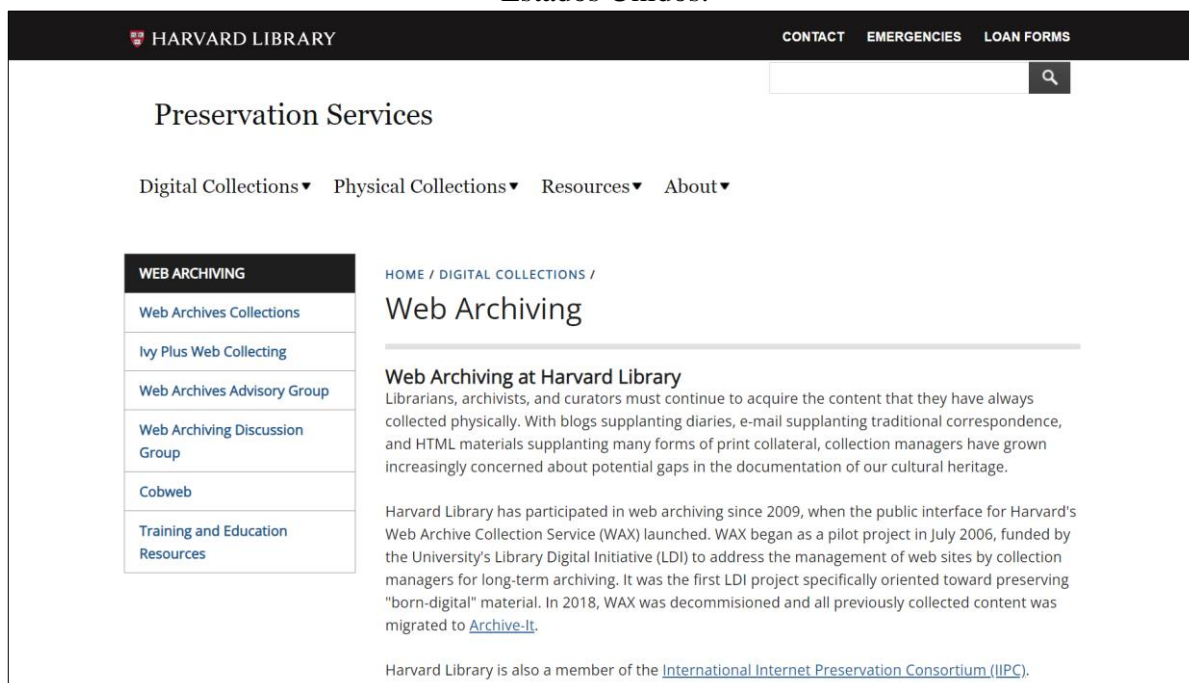 Estados Unidos.
HARVARD LIBRARY
CONTACT EMERGENCIES LOAN FORMS
Preservation Services
Digital Collections▼ Physical Collections▼ Resources▼ About▼
WEB ARCHIVING
Web Archives Collections
Ivy Plus Web Collecting
Web Archives Advisory Group
Web Archiving Discussion
Group
Cobweb
Training and Education
Resources
HOME / DIGITAL COLLECTIONS /
Web Archiving
Web Archiving at Harvard Library
Librarians, archivists, and curators must continue to acquire the content that they have always
collected physically. With blogs supplanting diaries, e-mail supplanting traditional correspondence,
and HTML materials supplanting many forms of print collateral, collection managers have grown
increasingly concerned about potential gaps in the documentation of our cultural heritage.
Harvard Library has participated in web archiving since 2009, when the public interface for Harvard's
Web Archive Collection Service (WAX) launched. WAX began as a pilot project in July 2006, funded by
the University's Library Digital Initiative (LDI) to address the management of web sites by collection
managers for long-term archiving. It was the first LDI project specifically oriented toward preserving
"born-digital" material. In 2018, WAX was decommisioned and all previously collected content was
migrated to Archive-It.
Harvard Library is also a member of the International Internet Preservation Consortium (IIPC).